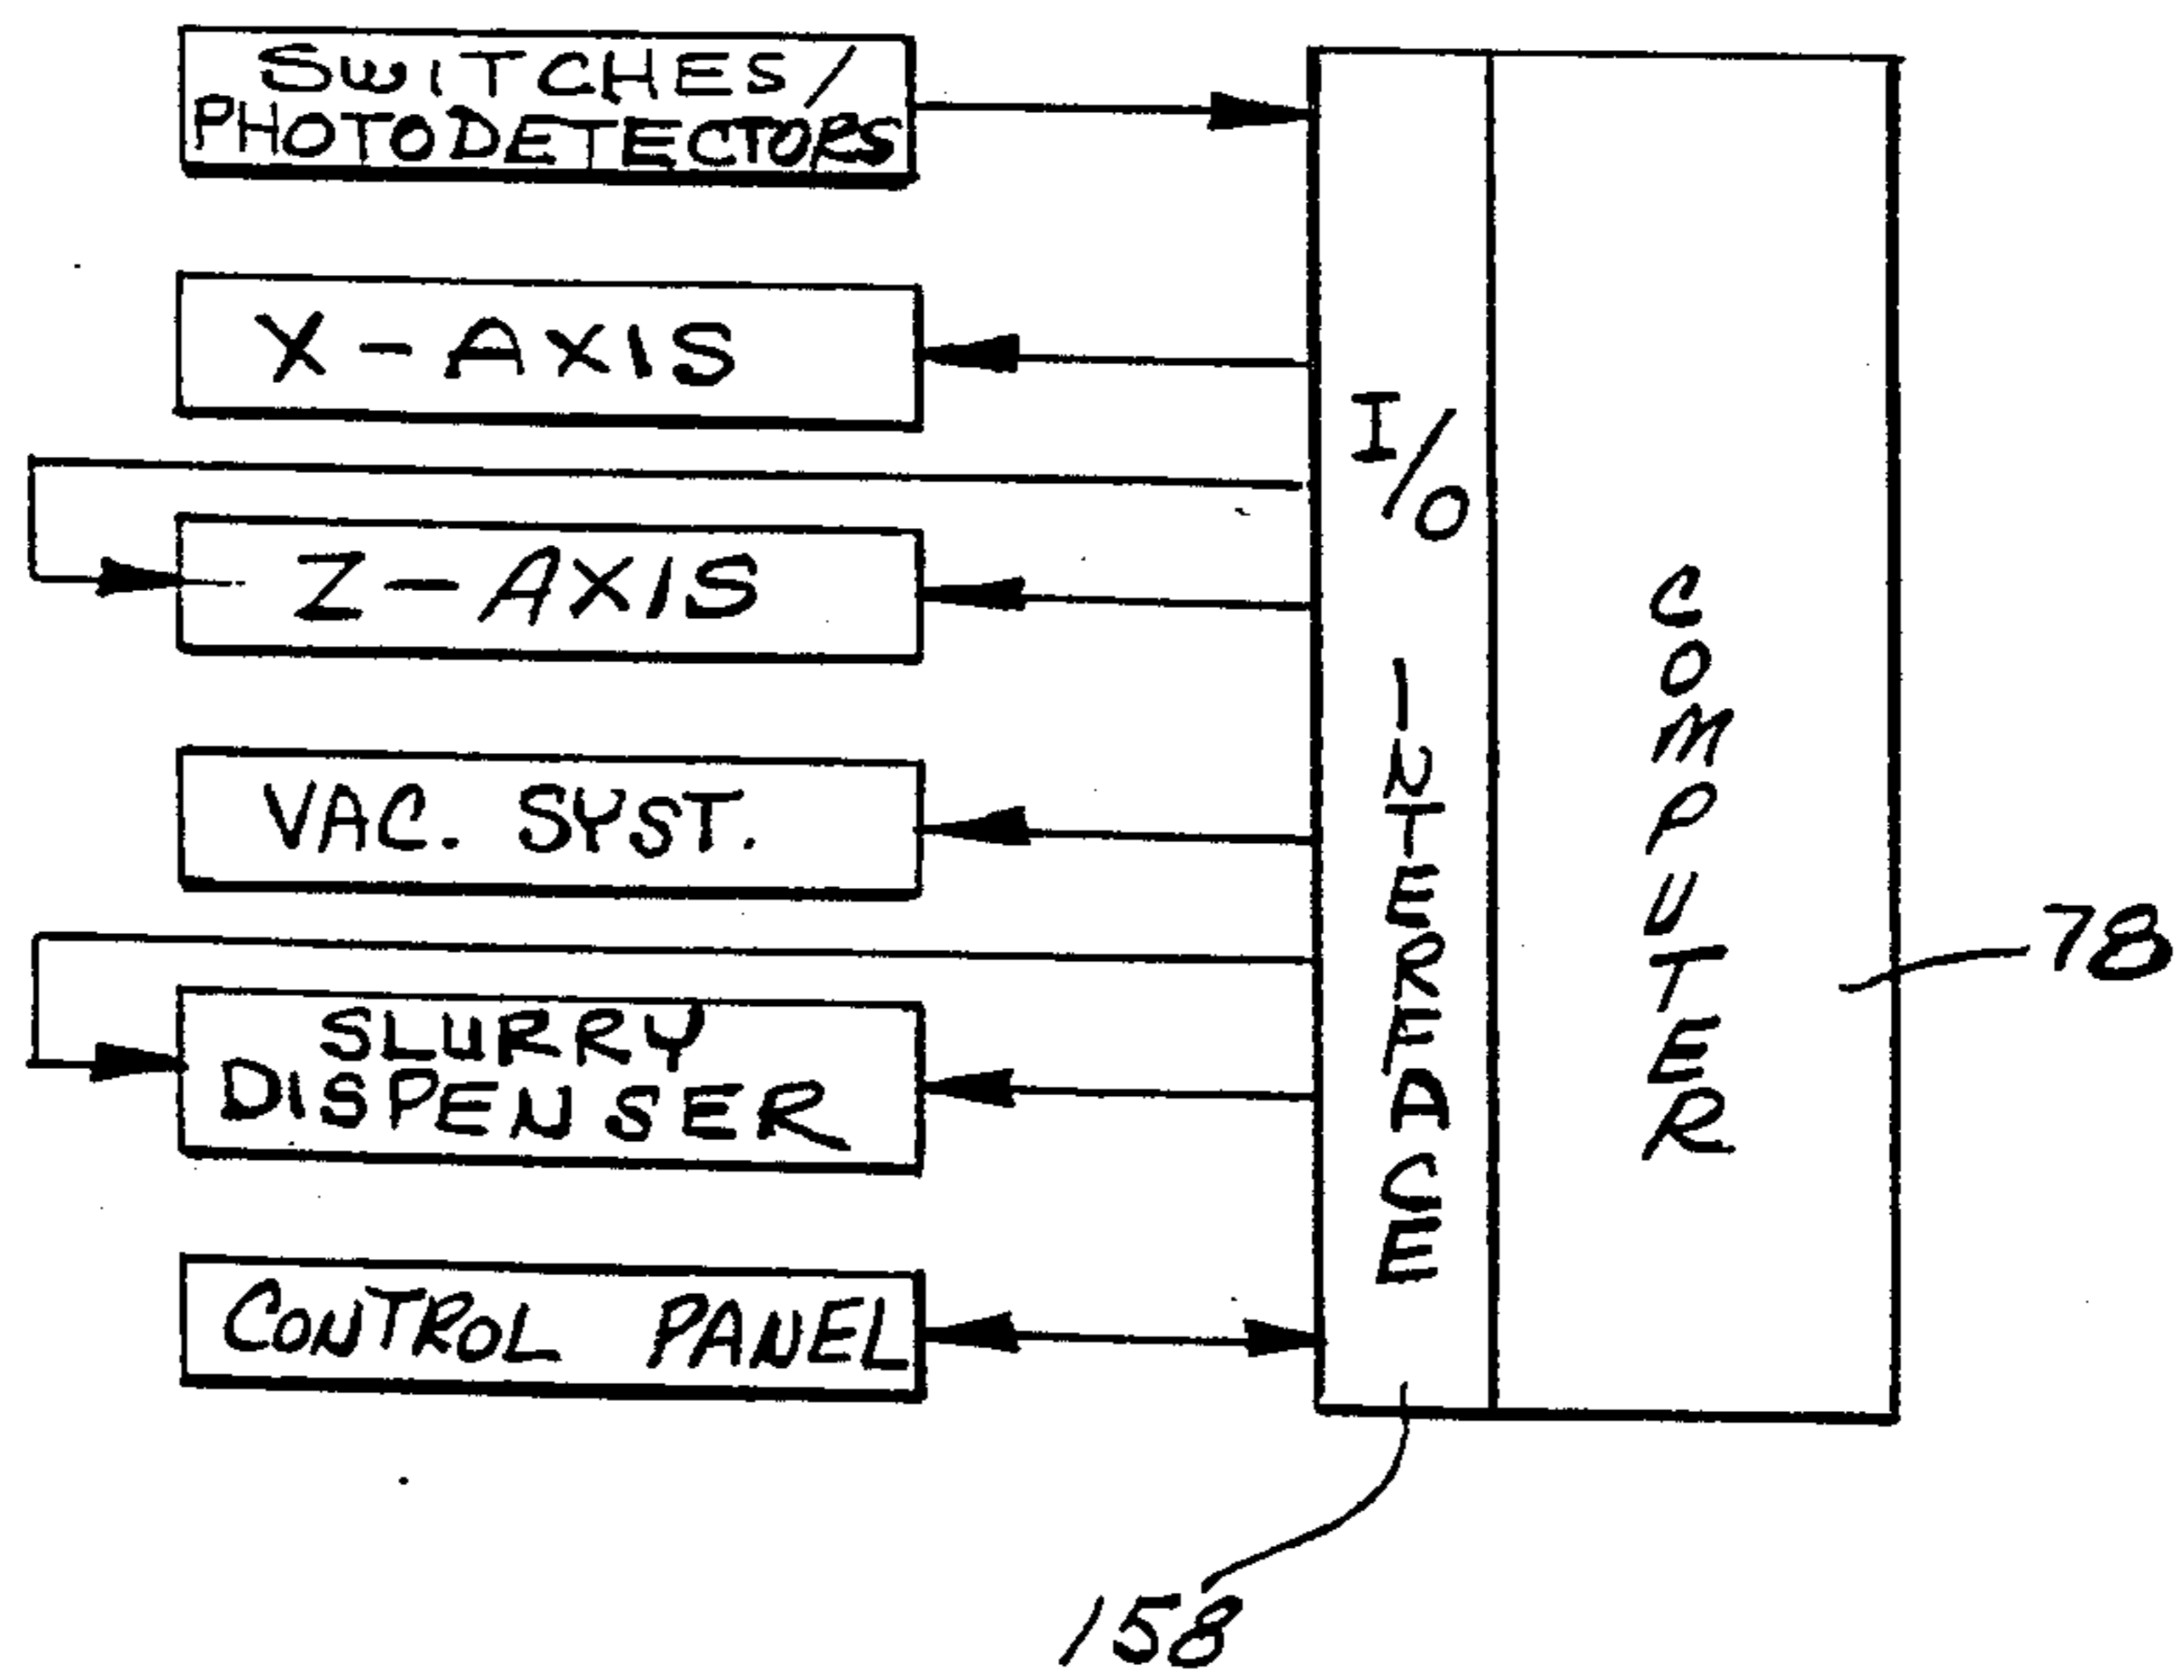 SWITCHES/
PHOTODETECTORS
X-AXIS
Z-AXIS
VAC. SYST.
SLURRY
DISPENSER
CONTROL PANEL
I/O INTERFACE
COMPUTER
78
158